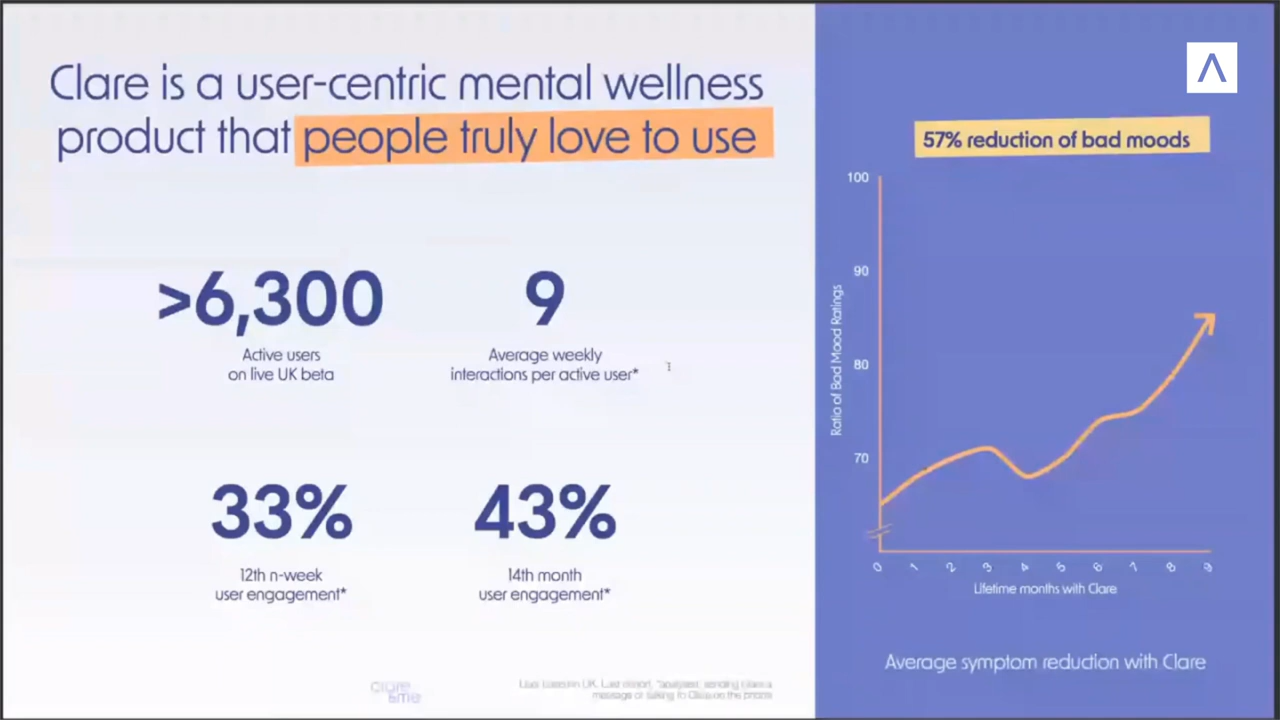 Clare is a user-centric mental wellness
product that people truly love to use
>6,300
Active users
on live UK beta
9
Average weekly
interactions per active user*
33%
12th n-week
user engagement*
43%
14th month
user engagement*
clare
&me
57% reduction of bad moods
100
90
80
70
Ratio of Bad Mood Ratings
0 1 2 3 4 5 6 7 8 9
Lifetime months with Clare
Average symptom reduction with Clare